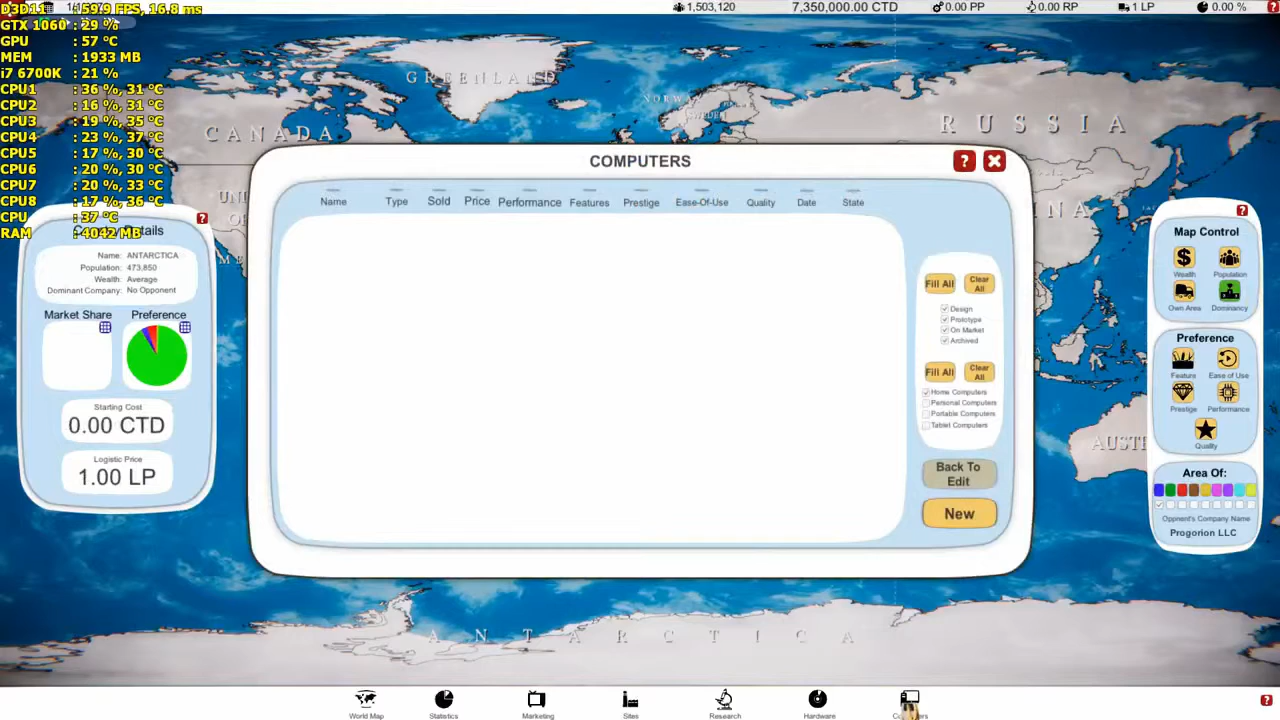 D3D11 : 59.9 FPS, 16.8 ms
GTX 1060 : 29 %
GPU : 57 °C
MEM : 1933 MB
i7 6700K : 21 %
CPU1 : 36 %, 31 °C
CPU2 : 16 %, 31 °C
CPU3 : 19 %, 35 °C
CPU4 : 23 %, 37 °C
CPU5 : 17 %, 30 °C
CPU6 : 20 %, 30 °C
CPU7 : 20 %, 33 °C
CPU8 : 17 %, 36 °C
CPU : 37 °C
RAM : 4042 MB
1,503,120 7,350,000.00 CTD 0.00 PP 0.00 RP 1 LP 0.00 % ?
GREENLAND
CANADA
RUSSIA
ANTARCTICA
Name: ANTARCTICA
Population: 473,850
Wealth: Average
Dominant Company: No Opponent
Market Share Preference
Starting Cost
0.00 CTD
Logistic Price
1.00 LP
COMPUTERS ?
Name Type Sold Price Performance Features Prestige Ease-Of-Use Quality Date State
Fill All Clear All
Design
Prototype
On Market
Archived
Fill All Clear All
Home Computers
Personal Computers
Portable Computers
Tablet Computers
Back To Edit
New
?
Map Control
Wealth Population
Own Area Dominancy
Preference
Feature Ease of Use
Prestige Performance
Quality
Area Of:
Oppnent's Company Name
Progorion LLC
World Map Statistics Marketing Sites Research Hardware
?